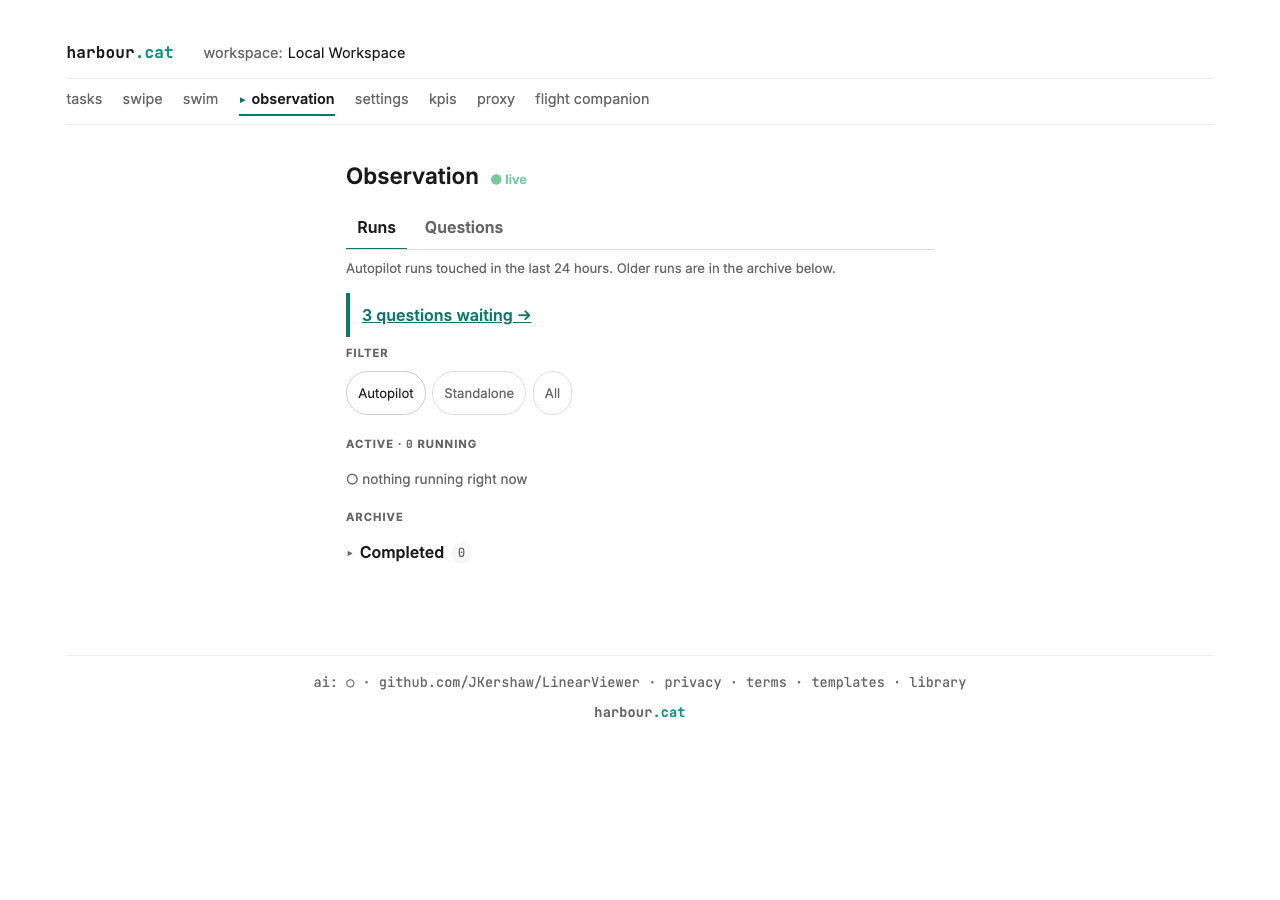 harbour.cat workspace: Local Workspace
tasks swipe swim ▸ observation settings kpis proxy flight companion
Observation ● live
Runs Questions
Autopilot runs touched in the last 24 hours. Older runs are in the archive below.
3 questions waiting →
FILTER
Autopilot Standalone All
ACTIVE · 0 RUNNING
○ nothing running right now
ARCHIVE
▸ Completed 0
ai: ○ · github.com/JKershaw/LinearViewer · privacy · terms · templates · library
harbour.cat